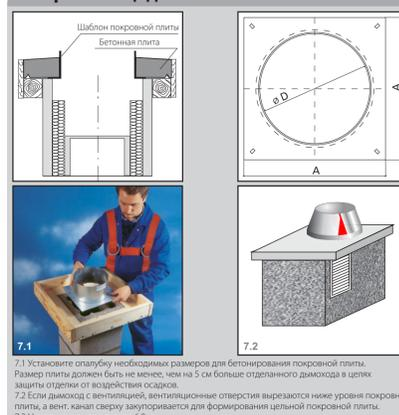 Шаблон покровной плиты
Бетонная плита
ø D
A
A
7.1
7.2
7.1 Установите опалубку необходимых размеров для бетонирования покровной плиты.
Размер плиты должен быть не менее, чем на 5 см больше отделанного дымохода в целях
защиты отделки от воздействия осадков.
7.2 Если дымоход с вентиляцией, вентиляционные отверстия вырезаются ниже уровня покровн
плиты, а вент. канал сверху закупоривается для формирования цельной покровной плиты.